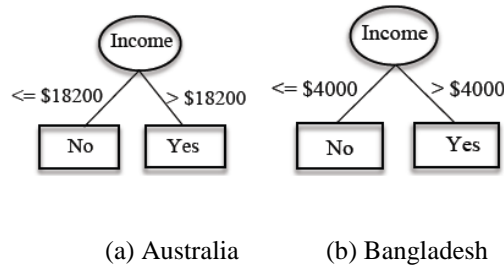 Income
<= $18200
> $18200
No
Yes
(a) Australia
Income
<= $4000
> $4000
No
Yes
(b) Bangladesh